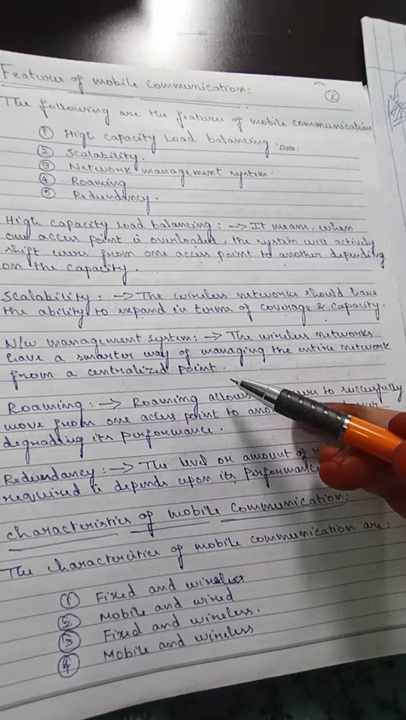 Features of mobile communication:
②
The following are the features of mobile communication
① High capacity Load balancing
② Scalability.
③ Network management system.
④ Roaming
⑤ Redundancy.
High capacity Load balancing : → It means, when
one access point is overloaded, the system will activly
shift user from one access point to another depending
on the capacity.
Scalability : → The wireless networks should have
the ability to expand in terms of coverage & capacity.
N/w management system : → The wireless networks
have a smarter way of managing the entire network
from a centralized point.
Roaming : → Roaming allows to succesfully
move from one access point to
degrading its performance.
Redundancy : → The level or amount of
required is depends upon its performance
characteristics of mobile communication:
The characteristics of mobile communication are:
① Fixed and
② Mobile and wired
③ Fixed and wireless.
④ Mobile and wireless